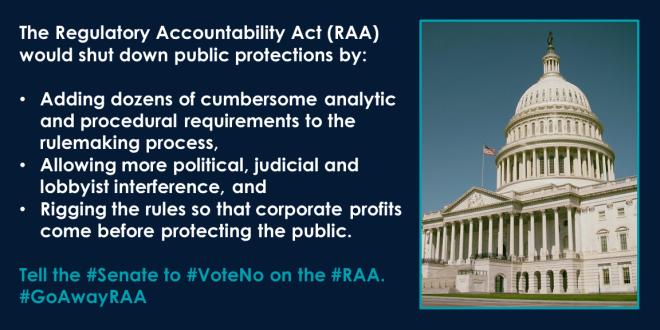 The Regulatory Accountability Act (RAA)
would shut down public protections by:
• Adding dozens of cumbersome analytic
and procedural requirements to the
rulemaking process,
• Allowing more political, judicial and
lobbyist interference, and
• Rigging the rules so that corporate profits
come before protecting the public.
Tell the #Senate to #VoteNo on the #RAA.
#GoAwayRAA